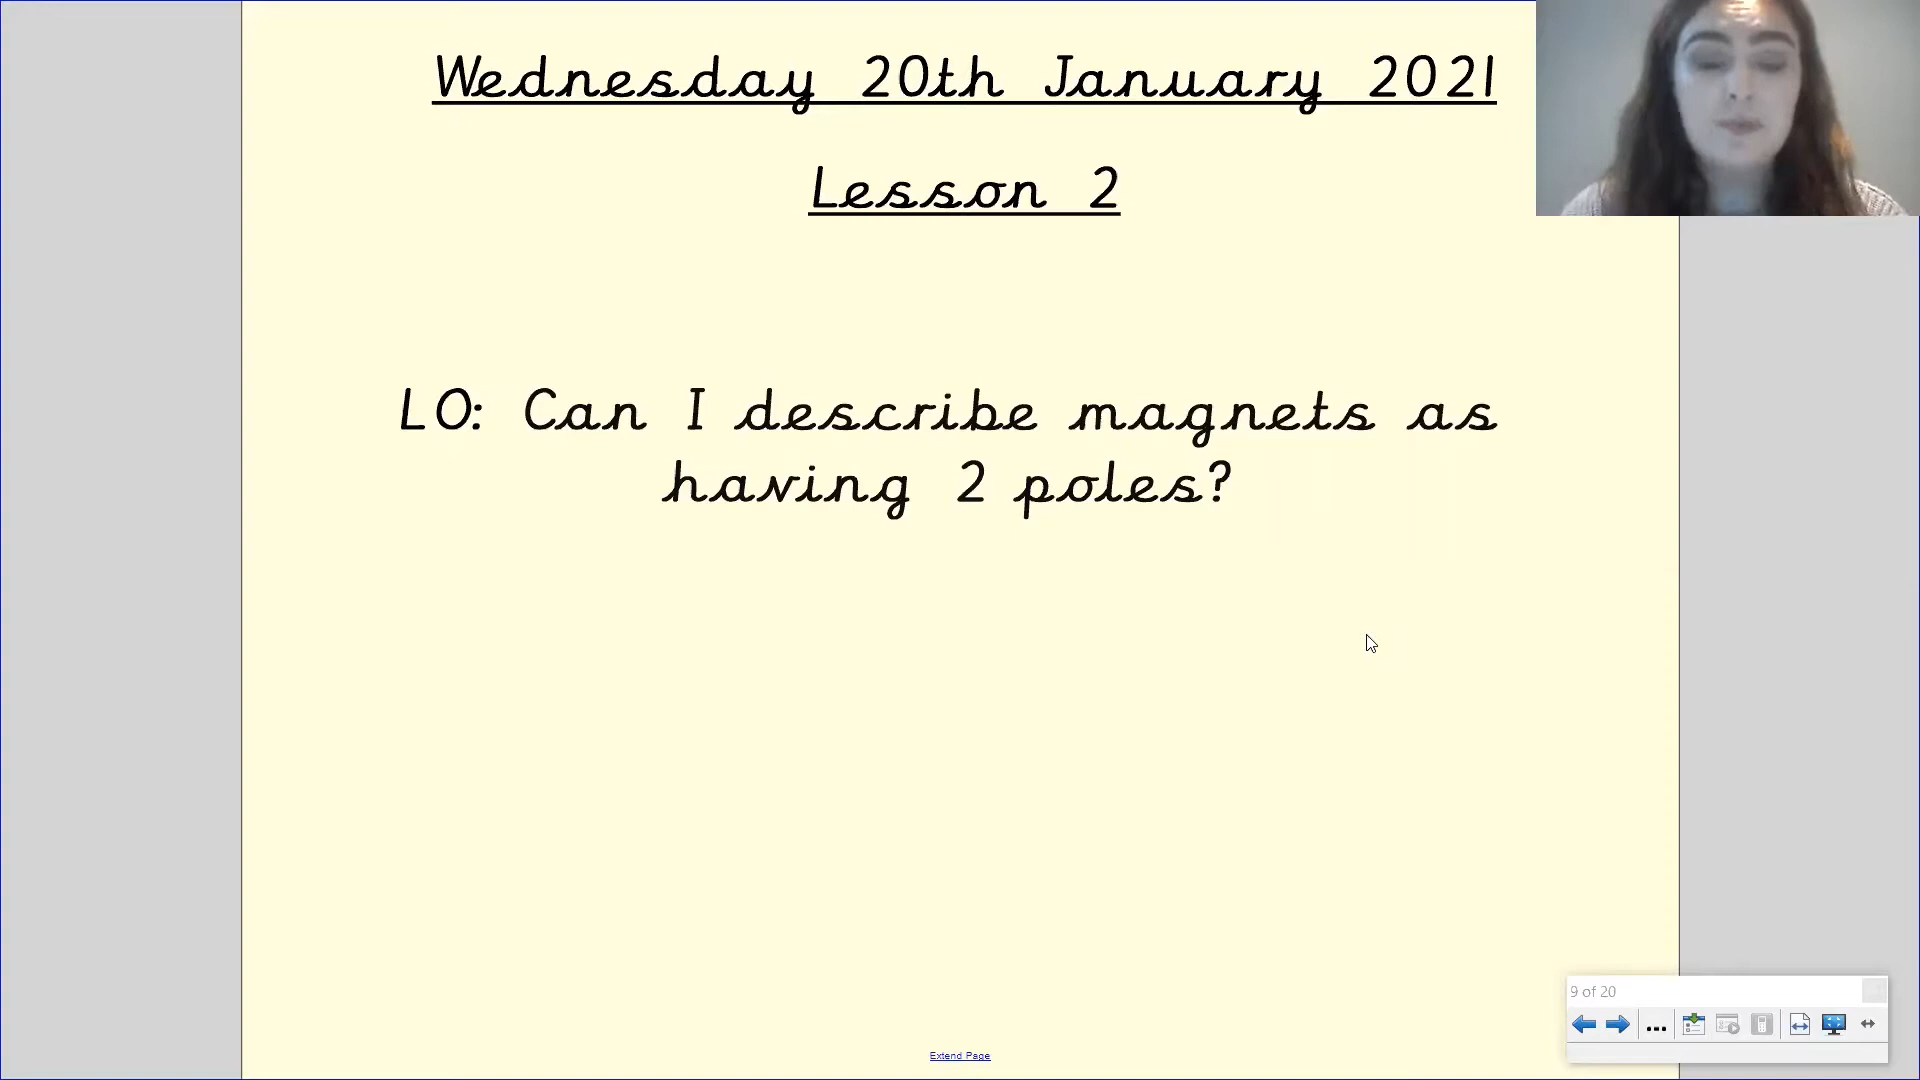 Wednesday 20th January 2021
Lesson 2
LO: Can I describe magnets as
having 2 poles?
9 of 20
...
Extend Page